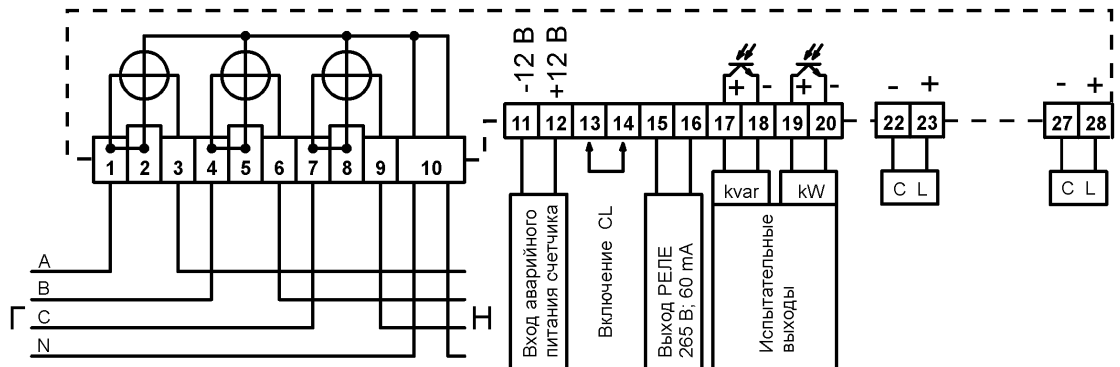 -12 В
+12 В
+ - + - - + - +
1 2 3 4 5 6 7 8 9 10
11 12 13 14 15 16 17 18 19 20 22 23 27 28
kvar kW C L C L
A
B
C
N
Г
Н
Вход аварийного
питания счетчика
Включение CL
Выход РЕЛЕ
265 В; 60 mA
Испытательные
выходы